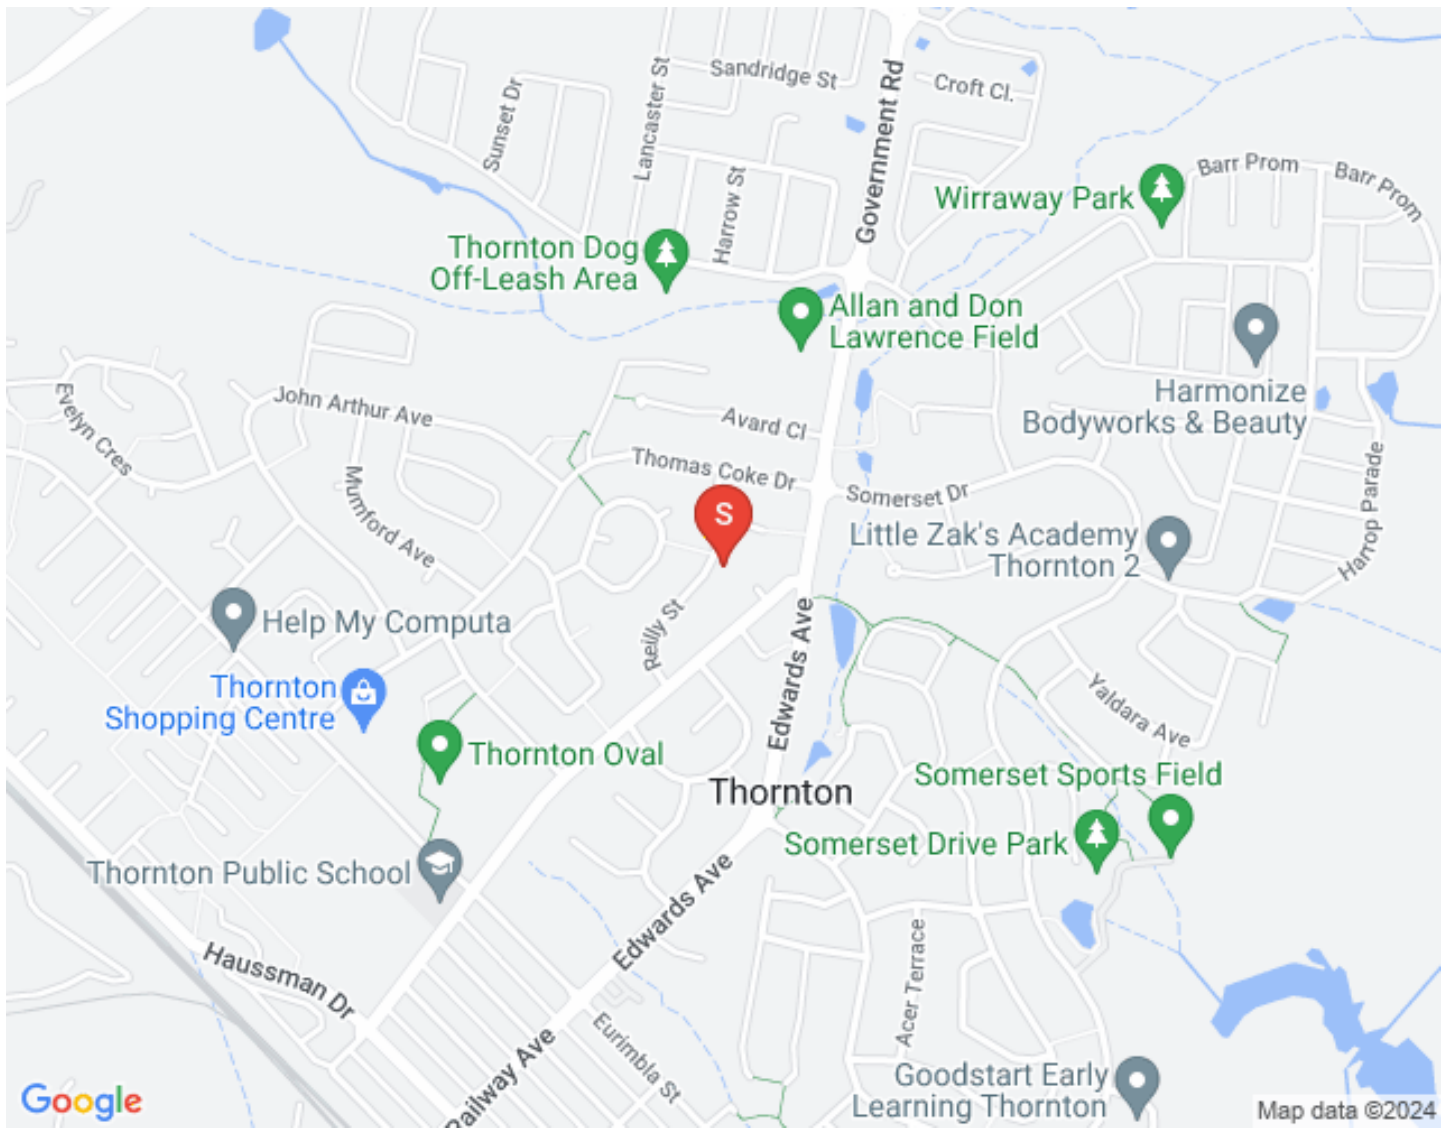 Sandridge St
Croft Cl.
Sunset Dr
Lancaster St
Government Rd
Harrow St
Barr Prom
Barr Prom
Wirraway Park
Thornton Dog
Off-Leash Area
Allan and Don
Lawrence Field
Harmonize
Bodyworks & Beauty
Evelyn Cres
John Arthur Ave
Avard Cl
Thomas Coke Dr
Somerset Dr
Mumford Ave
S
Harrop Parade
Little Zak's Academy
Thornton 2
Help My Computa
Reilly St
Edwards Ave
Thornton
Shopping Centre
Yaldara Ave
Thornton Oval
Thornton
Somerset Sports Field
Somerset Drive Park
Thornton Public School
Edwards Ave
Haussman Dr
Acer Terrace
Eurimbla St
Railway Ave
Goodstart Early
Learning Thornton
Google
Map data ©2024